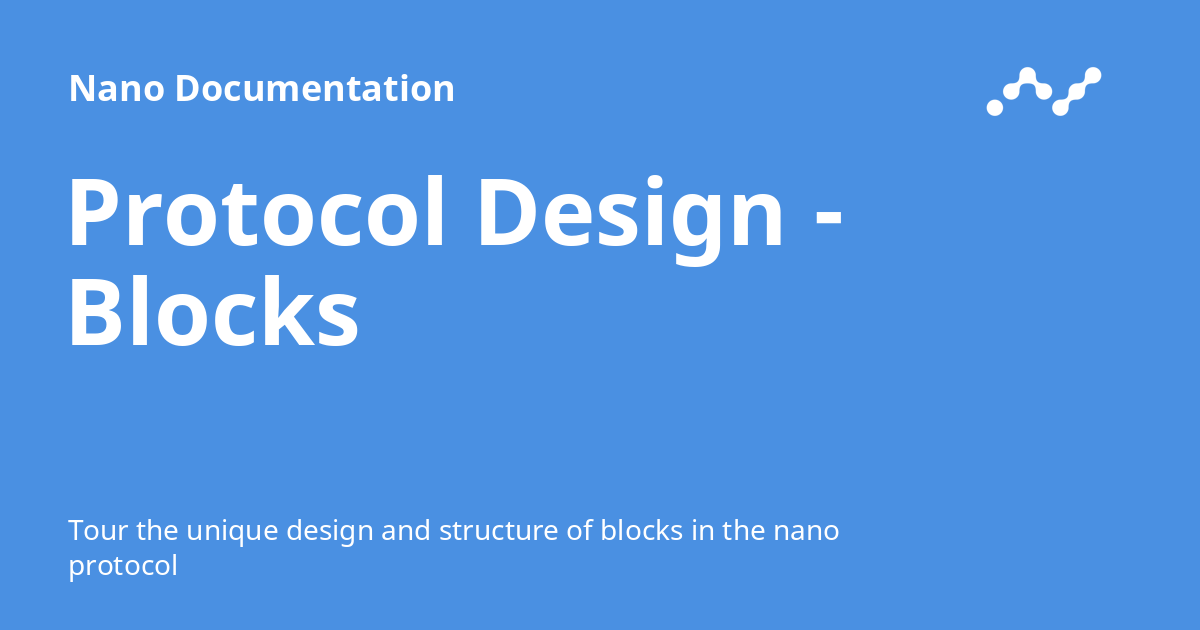 Nano Documentation
Protocol Design -
Blocks
Tour the unique design and structure of blocks in the nano
protocol